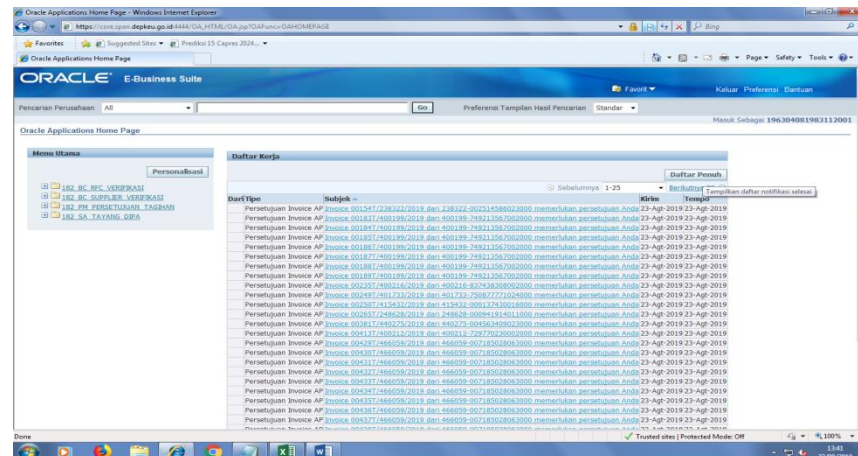 Oracle Applications Home Page - Windows Internet Explorer
https://core.span.depkeu.go.id:4444/OA_HTML/OA.jsp?OAFunc=OAHOMEPAGE
Bing
Favorites Suggested Sites Prediksi 15 Capres 2024...
Oracle Applications Home Page
Page Safety Tools
ORACLE E-Business Suite
Favorit Keluar Preferensi Bantuan
Pencarian Perusahaan All Go Preferensi Tampilan Hasil Pencarian Standar
Masuk Sebagai 196304081983112001
Oracle Applications Home Page
Menu Utama
Personalisasi
182 BC RFC VERIFIKASI
182 BC SUPPLIER VERIFIKASI
182 PM PERSETUJUAN TAGIHAN
182 SA TAYANG DIPA
Daftar Kerja
Daftar Penuh
Sebelumnya 1-25 Berikutnya
Tampilkan daftar notifikasi selesai
Dari Tipe Subjek Kirim Tempo
Persetujuan Invoice AP Invoice 00154T/238322/2019 dari 238322-002514586023000 memerlukan persetujuan Anda 23-Agt-2019 23-Agt-2019
Persetujuan Invoice AP Invoice 00183T/400199/2019 dari 400199-749213567002000 memerlukan persetujuan Anda 23-Agt-2019 23-Agt-2019
Persetujuan Invoice AP Invoice 00184T/400199/2019 dari 400199-749213567002000 memerlukan persetujuan Anda 23-Agt-2019 23-Agt-2019
Persetujuan Invoice AP Invoice 00185T/400199/2019 dari 400199-749213567002000 memerlukan persetujuan Anda 23-Agt-2019 23-Agt-2019
Persetujuan Invoice AP Invoice 00186T/400199/2019 dari 400199-749213567002000 memerlukan persetujuan Anda 23-Agt-2019 23-Agt-2019
Persetujuan Invoice AP Invoice 00187T/400199/2019 dari 400199-749213567002000 memerlukan persetujuan Anda 23-Agt-2019 23-Agt-2019
Persetujuan Invoice AP Invoice 00188T/400199/2019 dari 400199-749213567002000 memerlukan persetujuan Anda 23-Agt-2019 23-Agt-2019
Persetujuan Invoice AP Invoice 00189T/400199/2019 dari 400199-749213567002000 memerlukan persetujuan Anda 23-Agt-2019 23-Agt-2019
Persetujuan Invoice AP Invoice 00235T/400216/2019 dari 400216-837438308002000 memerlukan persetujuan Anda 23-Agt-2019 23-Agt-2019
Persetujuan Invoice AP Invoice 00249T/401733/2019 dari 401733-750877771024000 memerlukan persetujuan Anda 23-Agt-2019 23-Agt-2019
Persetujuan Invoice AP Invoice 00250T/415432/2019 dari 415432-000137430016000 memerlukan persetujuan Anda 23-Agt-2019 23-Agt-2019
Persetujuan Invoice AP Invoice 00265T/248628/2019 dari 248628-000941914011000 memerlukan persetujuan Anda 23-Agt-2019 23-Agt-2019
Persetujuan Invoice AP Invoice 00381T/440275/2019 dari 440275-004563409023000 memerlukan persetujuan Anda 23-Agt-2019 23-Agt-2019
Persetujuan Invoice AP Invoice 00413T/400212/2019 dari 400212-729770230002000 memerlukan persetujuan Anda 23-Agt-2019 23-Agt-2019
Persetujuan Invoice AP Invoice 00429T/466059/2019 dari 466059-007185028063000 memerlukan persetujuan Anda 23-Agt-2019 23-Agt-2019
Persetujuan Invoice AP Invoice 00430T/466059/2019 dari 466059-007185028063000 memerlukan persetujuan Anda 23-Agt-2019 23-Agt-2019
Persetujuan Invoice AP Invoice 00431T/466059/2019 dari 466059-007185028063000 memerlukan persetujuan Anda 23-Agt-2019 23-Agt-2019
Persetujuan Invoice AP Invoice 00432T/466059/2019 dari 466059-007185028063000 memerlukan persetujuan Anda 23-Agt-2019 23-Agt-2019
Persetujuan Invoice AP Invoice 00433T/466059/2019 dari 466059-007185028063000 memerlukan persetujuan Anda 23-Agt-2019 23-Agt-2019
Persetujuan Invoice AP Invoice 00434T/466059/2019 dari 466059-007185028063000 memerlukan persetujuan Anda 23-Agt-2019 23-Agt-2019
Persetujuan Invoice AP Invoice 00435T/466059/2019 dari 466059-007185028063000 memerlukan persetujuan Anda 23-Agt-2019 23-Agt-2019
Persetujuan Invoice AP Invoice 00436T/466059/2019 dari 466059-007185028063000 memerlukan persetujuan Anda 23-Agt-2019 23-Agt-2019
Persetujuan Invoice AP Invoice 00437T/466059/2019 dari 466059-007185028063000 memerlukan persetujuan Anda 23-Agt-2019 23-Agt-2019
Done Trusted sites | Protected Mode: Off 100%
13:41